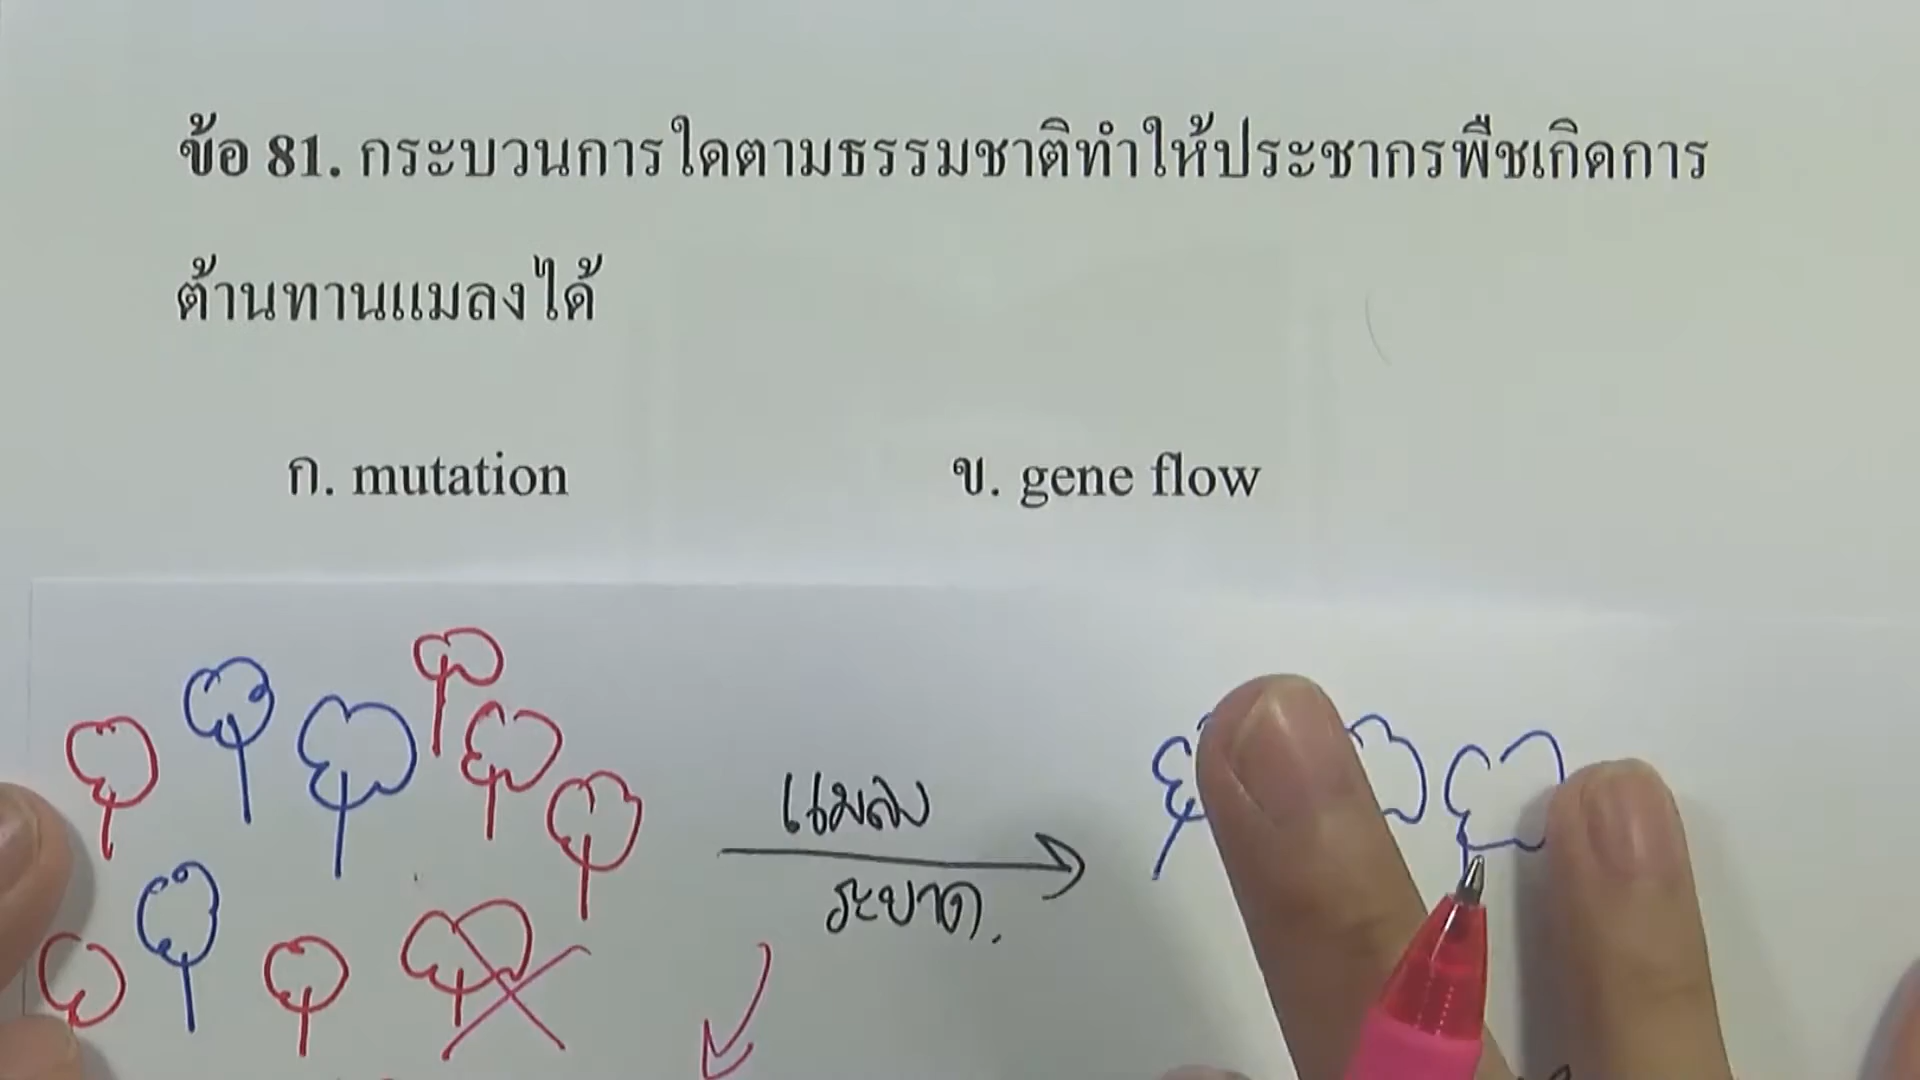 ข้อ 81. กระบวนการใดตามธรรมชาติทำให้ประชากรพืชเกิดการ
ต้านทานแมลงได้
ก. mutation ข. gene flow
แมลง
ระบาด.